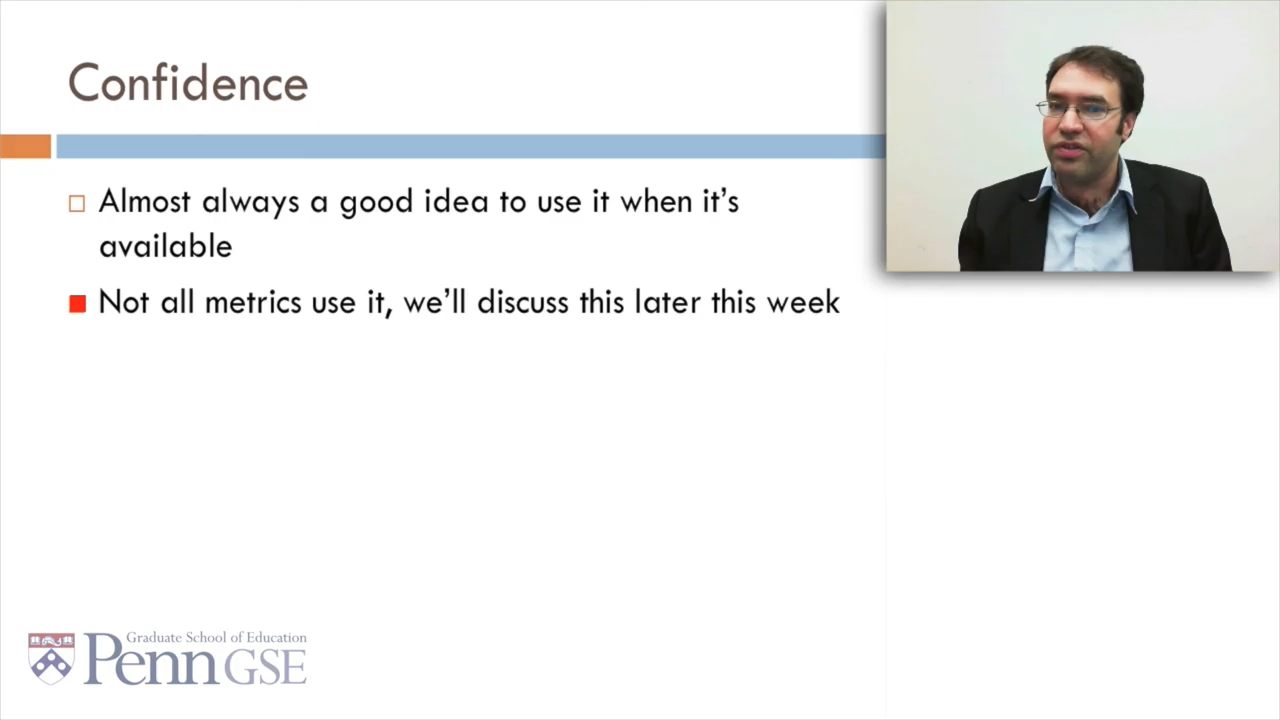 Confidence
Almost always a good idea to use it when it's
available
Not all metrics use it, we'll discuss this later this week
Graduate School of Education
Penn GSE